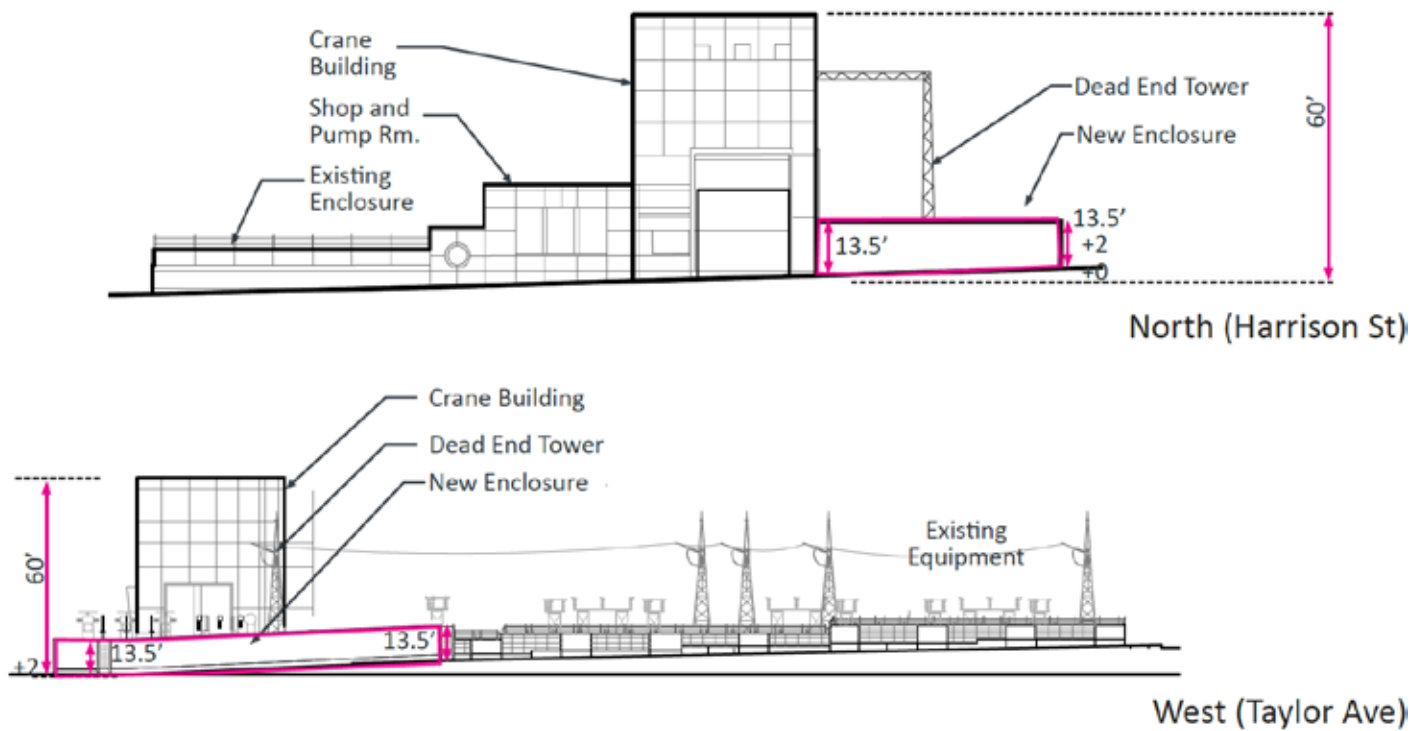 Crane
Building
Shop and
Pump Rm.
Existing
Enclosure
Dead End Tower
New Enclosure
60’
13.5’
13.5’
+2
+0
North (Harrison St)
Crane Building
Dead End Tower
New Enclosure
Existing
Equipment
60’
13.5’
13.5’
+2
West (Taylor Ave)